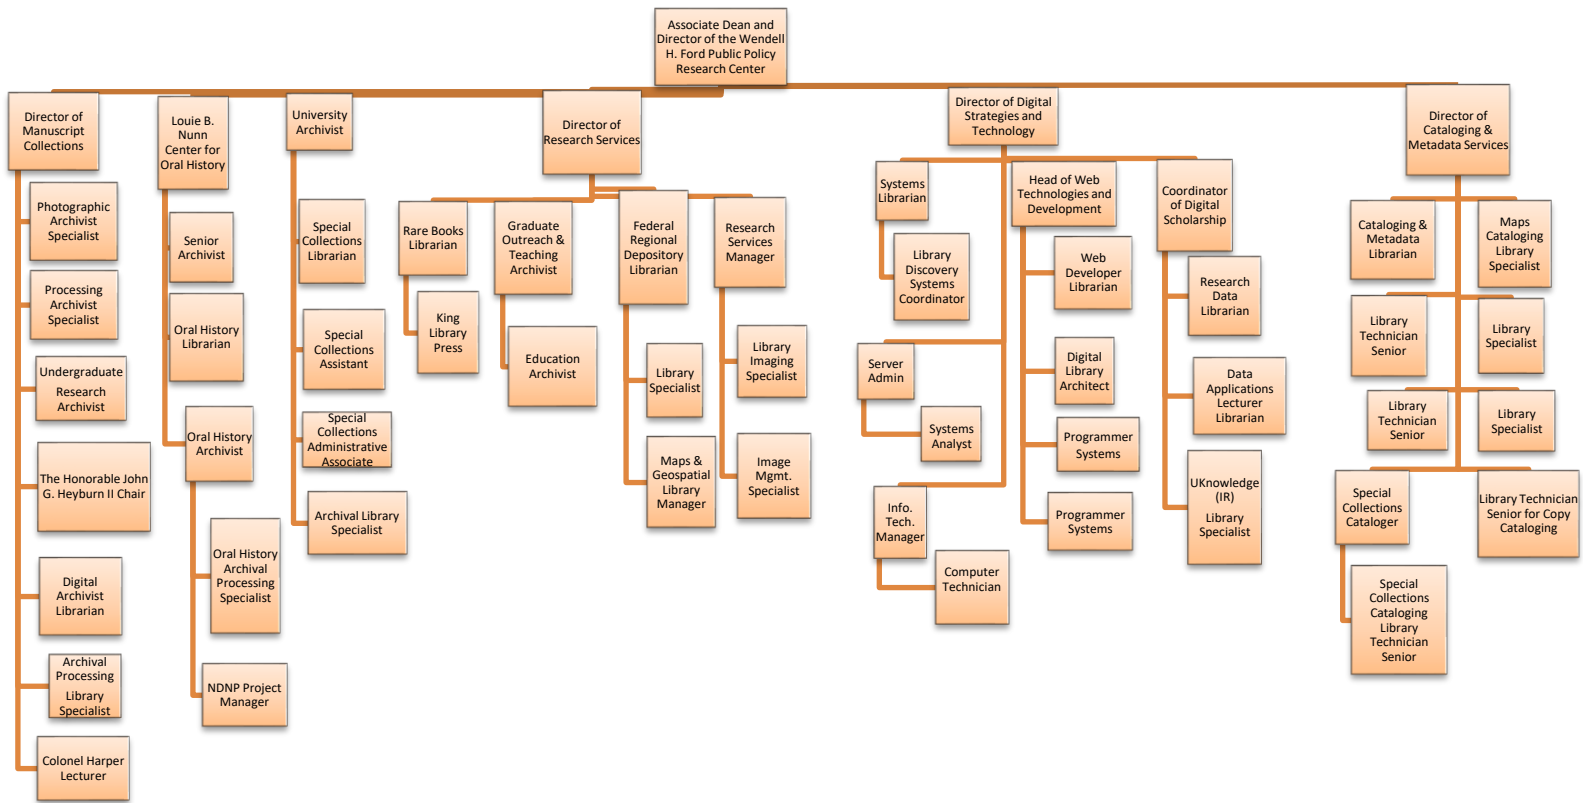 Associate Dean and
Director of the Wendell
H. Ford Public Policy
Research Center
Director of
Manuscript
Collections
Photographic
Archivist
Specialist
Processing
Archivist
Specialist
Undergraduate
Research
Archivist
The Honorable John
G. Heyburn II Chair
Digital
Archivist
Librarian
Archival
Processing
Library
Specialist
Colonel Harper
Lecturer
Louie B.
Nunn
Center for
Oral History
Senior
Archivist
Oral History
Librarian
Oral History
Archivist
Oral History
Archival
Processing
Specialist
NDNP Project
Manager
University
Archivist
Special
Collections
Librarian
Special
Collections
Assistant
Special
Collections
Administrative
Associate
Archival Library
Specialist
Director of
Research Services
Rare Books
Librarian
King
Library
Press
Graduate
Outreach &
Teaching
Archivist
Education
Archivist
Federal
Regional
Depository
Librarian
Library
Specialist
Maps &
Geospatial
Library
Manager
Research
Services
Manager
Library
Imaging
Specialist
Image
Mgmt.
Specialist
Director of Digital
Strategies and
Technology
Systems
Librarian
Library
Discovery
Systems
Coordinator
Server
Admin
Systems
Analyst
Info.
Tech.
Manager
Computer
Technician
Head of Web
Technologies and
Development
Web
Developer
Librarian
Digital
Library
Architect
Programmer
Systems
Programmer
Systems
Coordinator
of Digital
Scholarship
Research
Data
Librarian
Data
Applications
Lecturer
Librarian
UKnowledge
(IR)
Library
Specialist
Director of
Cataloging &
Metadata Services
Cataloging &
Metadata
Librarian
Maps
Cataloging
Library
Specialist
Library
Technician
Senior
Library
Specialist
Library
Technician
Senior
Library
Specialist
Special
Collections
Cataloger
Library Technician
Senior for Copy
Cataloging
Special
Collections
Cataloging
Library
Technician
Senior